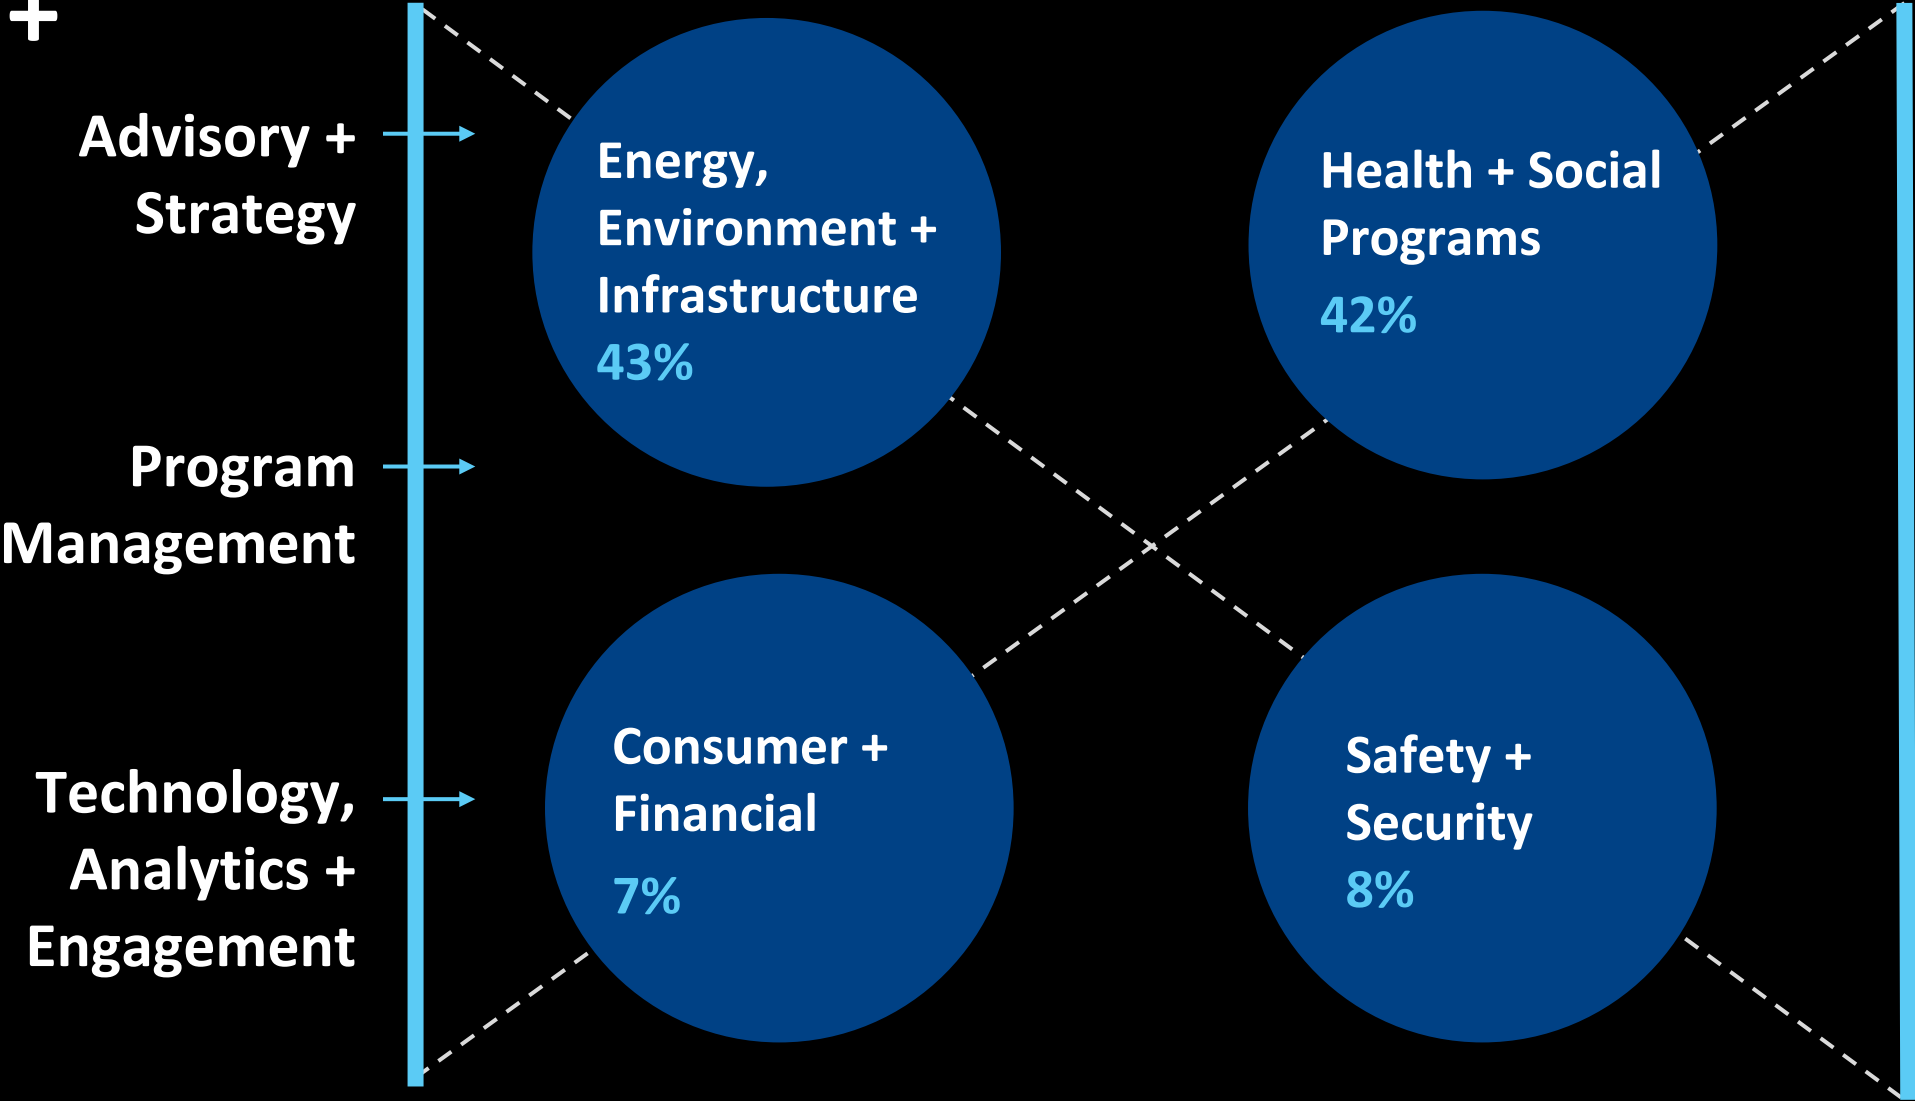 +
Advisory +
Strategy
Program
Management
Technology,
Analytics +
Engagement
Energy,
Environment +
Infrastructure
43%
Health + Social
Programs
42%
Consumer +
Financial
7%
Safety +
Security
8%